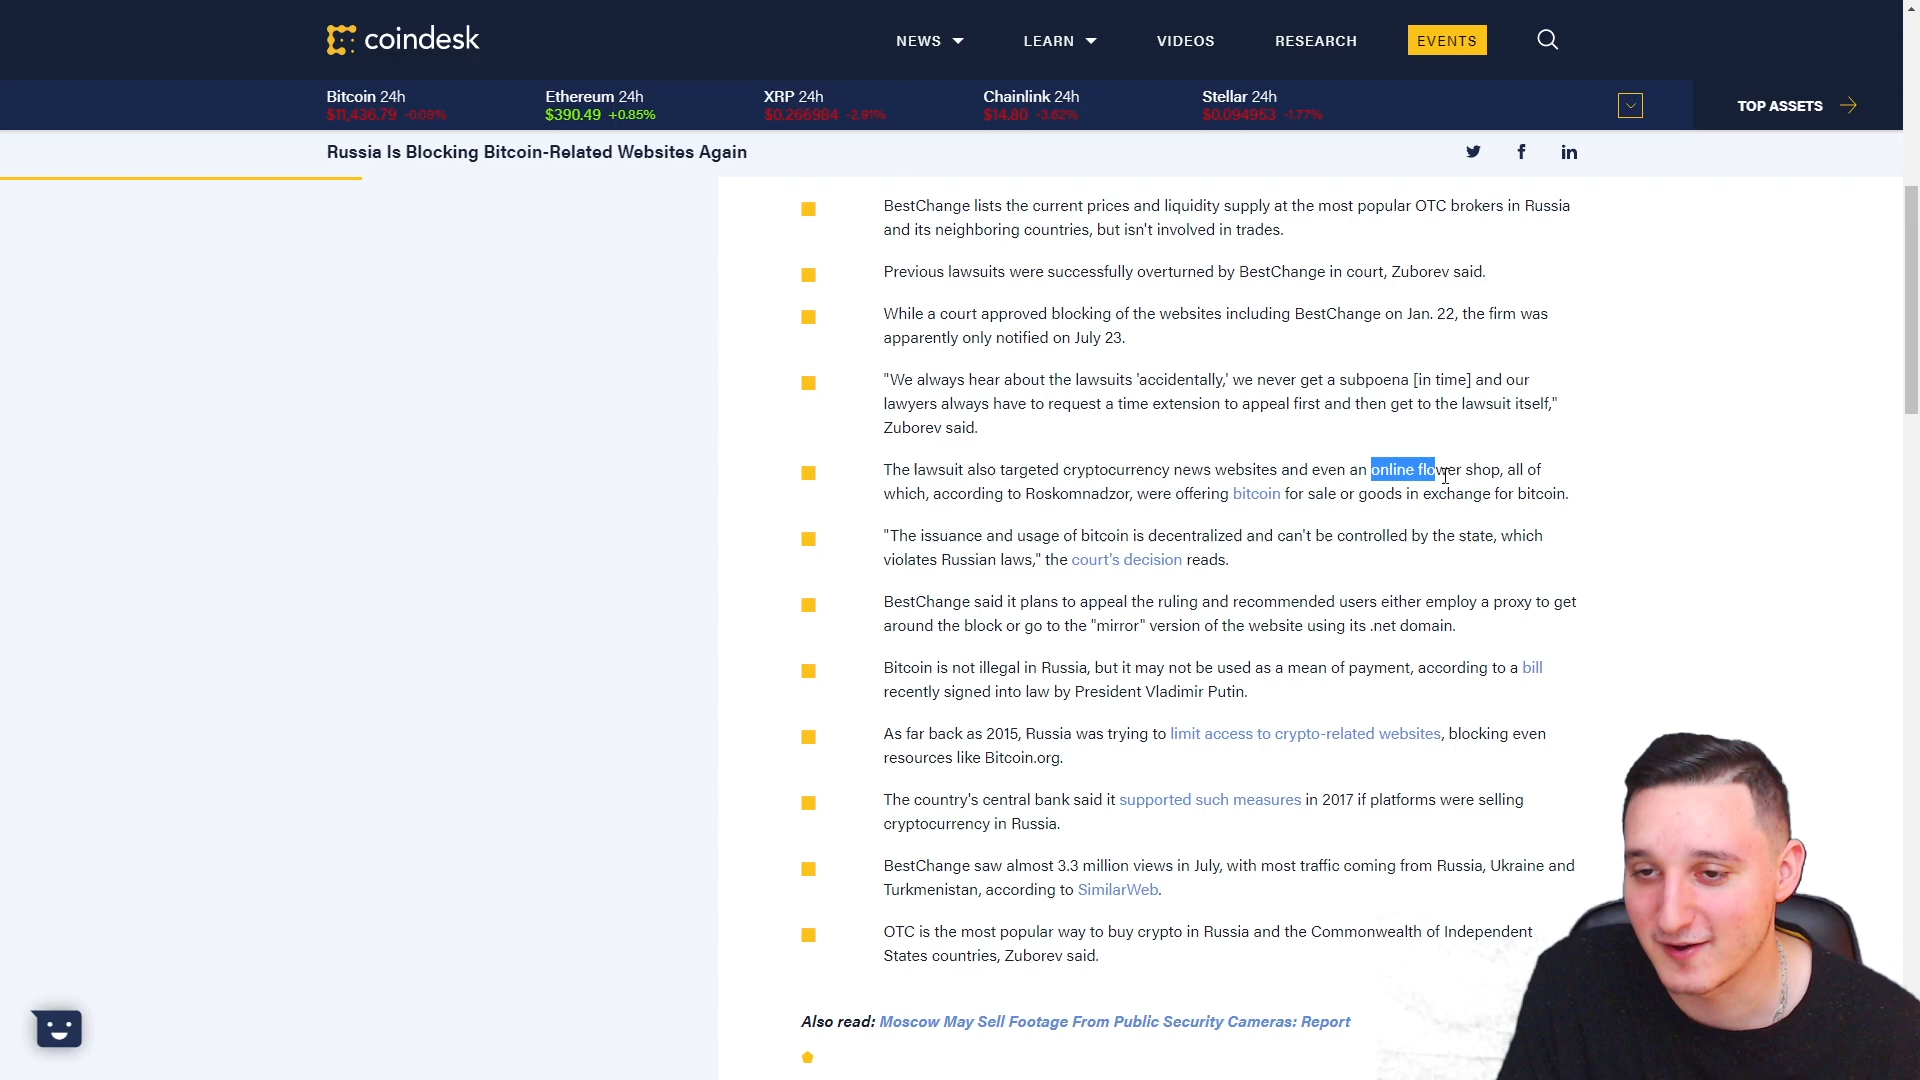 coindesk
NEWS LEARN VIDEOS RESEARCH EVENTS
Bitcoin 24h Ethereum 24h XRP 24h Chainlink 24h Stellar 24h
$11,436.79 -0.08% $390.49 +0.85% $0.266984 -2.91% $14.80 -3.62% $0.094953 -1.77%
TOP ASSETS
Russia Is Blocking Bitcoin-Related Websites Again
BestChange lists the current prices and liquidity supply at the most popular OTC brokers in Russia
and its neighboring countries, but isn't involved in trades.
Previous lawsuits were successfully overturned by BestChange in court, Zuborev said.
While a court approved blocking of the websites including BestChange on Jan. 22, the firm was
apparently only notified on July 23.
"We always hear about the lawsuits 'accidentally,' we never get a subpoena [in time] and our
lawyers always have to request a time extension to appeal first and then get to the lawsuit itself,"
Zuborev said.
The lawsuit also targeted cryptocurrency news websites and even an online flower shop, all of
which, according to Roskomnadzor, were offering bitcoin for sale or goods in exchange for bitcoin.
"The issuance and usage of bitcoin is decentralized and can't be controlled by the state, which
violates Russian laws," the court's decision reads.
BestChange said it plans to appeal the ruling and recommended users either employ a proxy to get
around the block or go to the "mirror" version of the website using its .net domain.
Bitcoin is not illegal in Russia, but it may not be used as a mean of payment, according to a bill
recently signed into law by President Vladimir Putin.
As far back as 2015, Russia was trying to limit access to crypto-related websites, blocking even
resources like Bitcoin.org.
The country's central bank said it supported such measures in 2017 if platforms were selling
cryptocurrency in Russia.
BestChange saw almost 3.3 million views in July, with most traffic coming from Russia, Ukraine and
Turkmenistan, according to SimilarWeb.
OTC is the most popular way to buy crypto in Russia and the Commonwealth of Independent
States countries, Zuborev said.
Also read: Moscow May Sell Footage From Public Security Cameras: Report